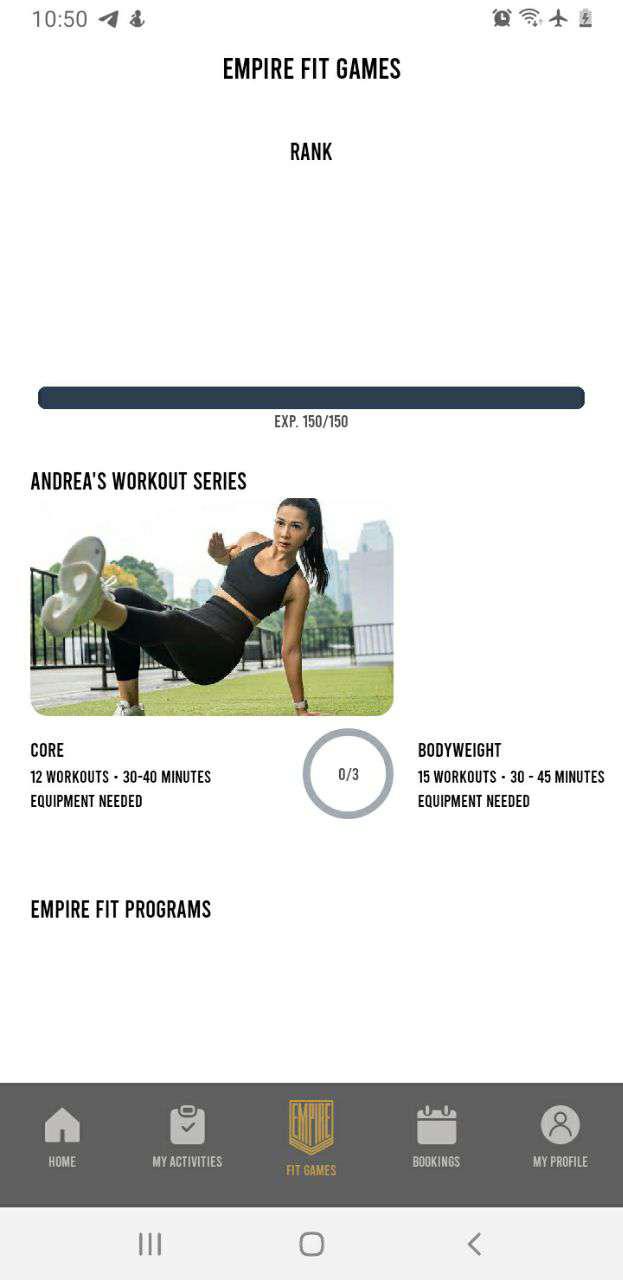 10:50
EMPIRE FIT GAMES
RANK
EXP. 150/150
ANDREA'S WORKOUT SERIES
CORE
12 WORKOUTS • 30-40 MINUTES
EQUIPMENT NEEDED
0/3
BODYWEIGHT
15 WORKOUTS • 30 - 45 MINUTES
EQUIPMENT NEEDED
EMPIRE FIT PROGRAMS
HOME
MY ACTIVITIES
EMPIRE
FIT GAMES
BOOKINGS
MY PROFILE